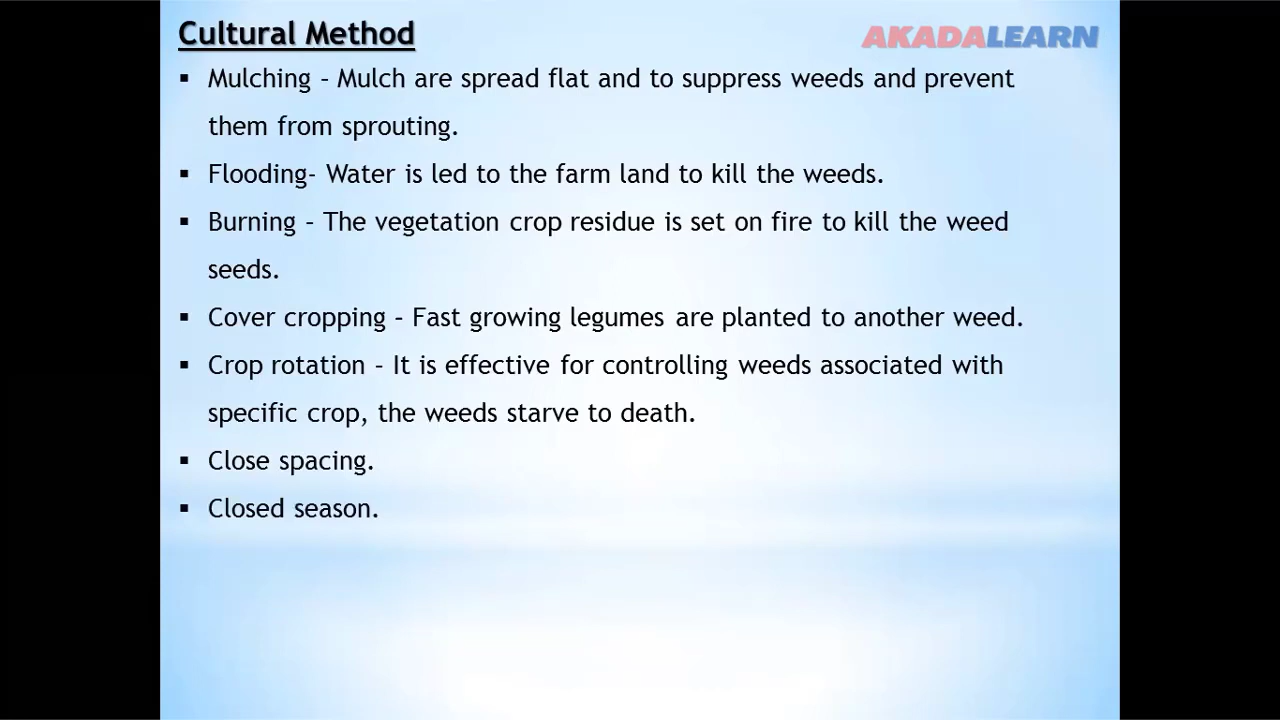 Cultural Method
AKADALEARN
▪ Mulching – Mulch are spread flat and to suppress weeds and prevent
them from sprouting.
▪ Flooding- Water is led to the farm land to kill the weeds.
▪ Burning – The vegetation crop residue is set on fire to kill the weed
seeds.
▪ Cover cropping – Fast growing legumes are planted to another weed.
▪ Crop rotation - It is effective for controlling weeds associated with
specific crop, the weeds starve to death.
▪ Close spacing.
▪ Closed season.